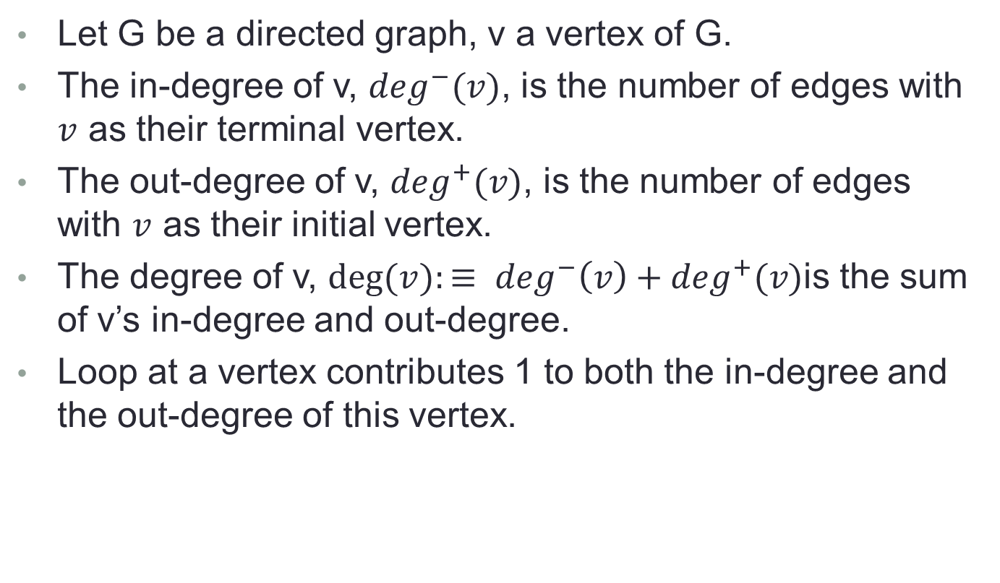 • Let G be a directed graph, v a vertex of G.
• The in-degree of v, 𝑑𝑒𝑔⁻(𝑣), is the number of edges with
𝑣 as their terminal vertex.
• The out-degree of v, 𝑑𝑒𝑔⁺(𝑣), is the number of edges
with 𝑣 as their initial vertex.
• The degree of v, deg(𝑣):≡ 𝑑𝑒𝑔⁻(𝑣) + 𝑑𝑒𝑔⁺(𝑣)is the sum
of v’s in-degree and out-degree.
• Loop at a vertex contributes 1 to both the in-degree and
the out-degree of this vertex.